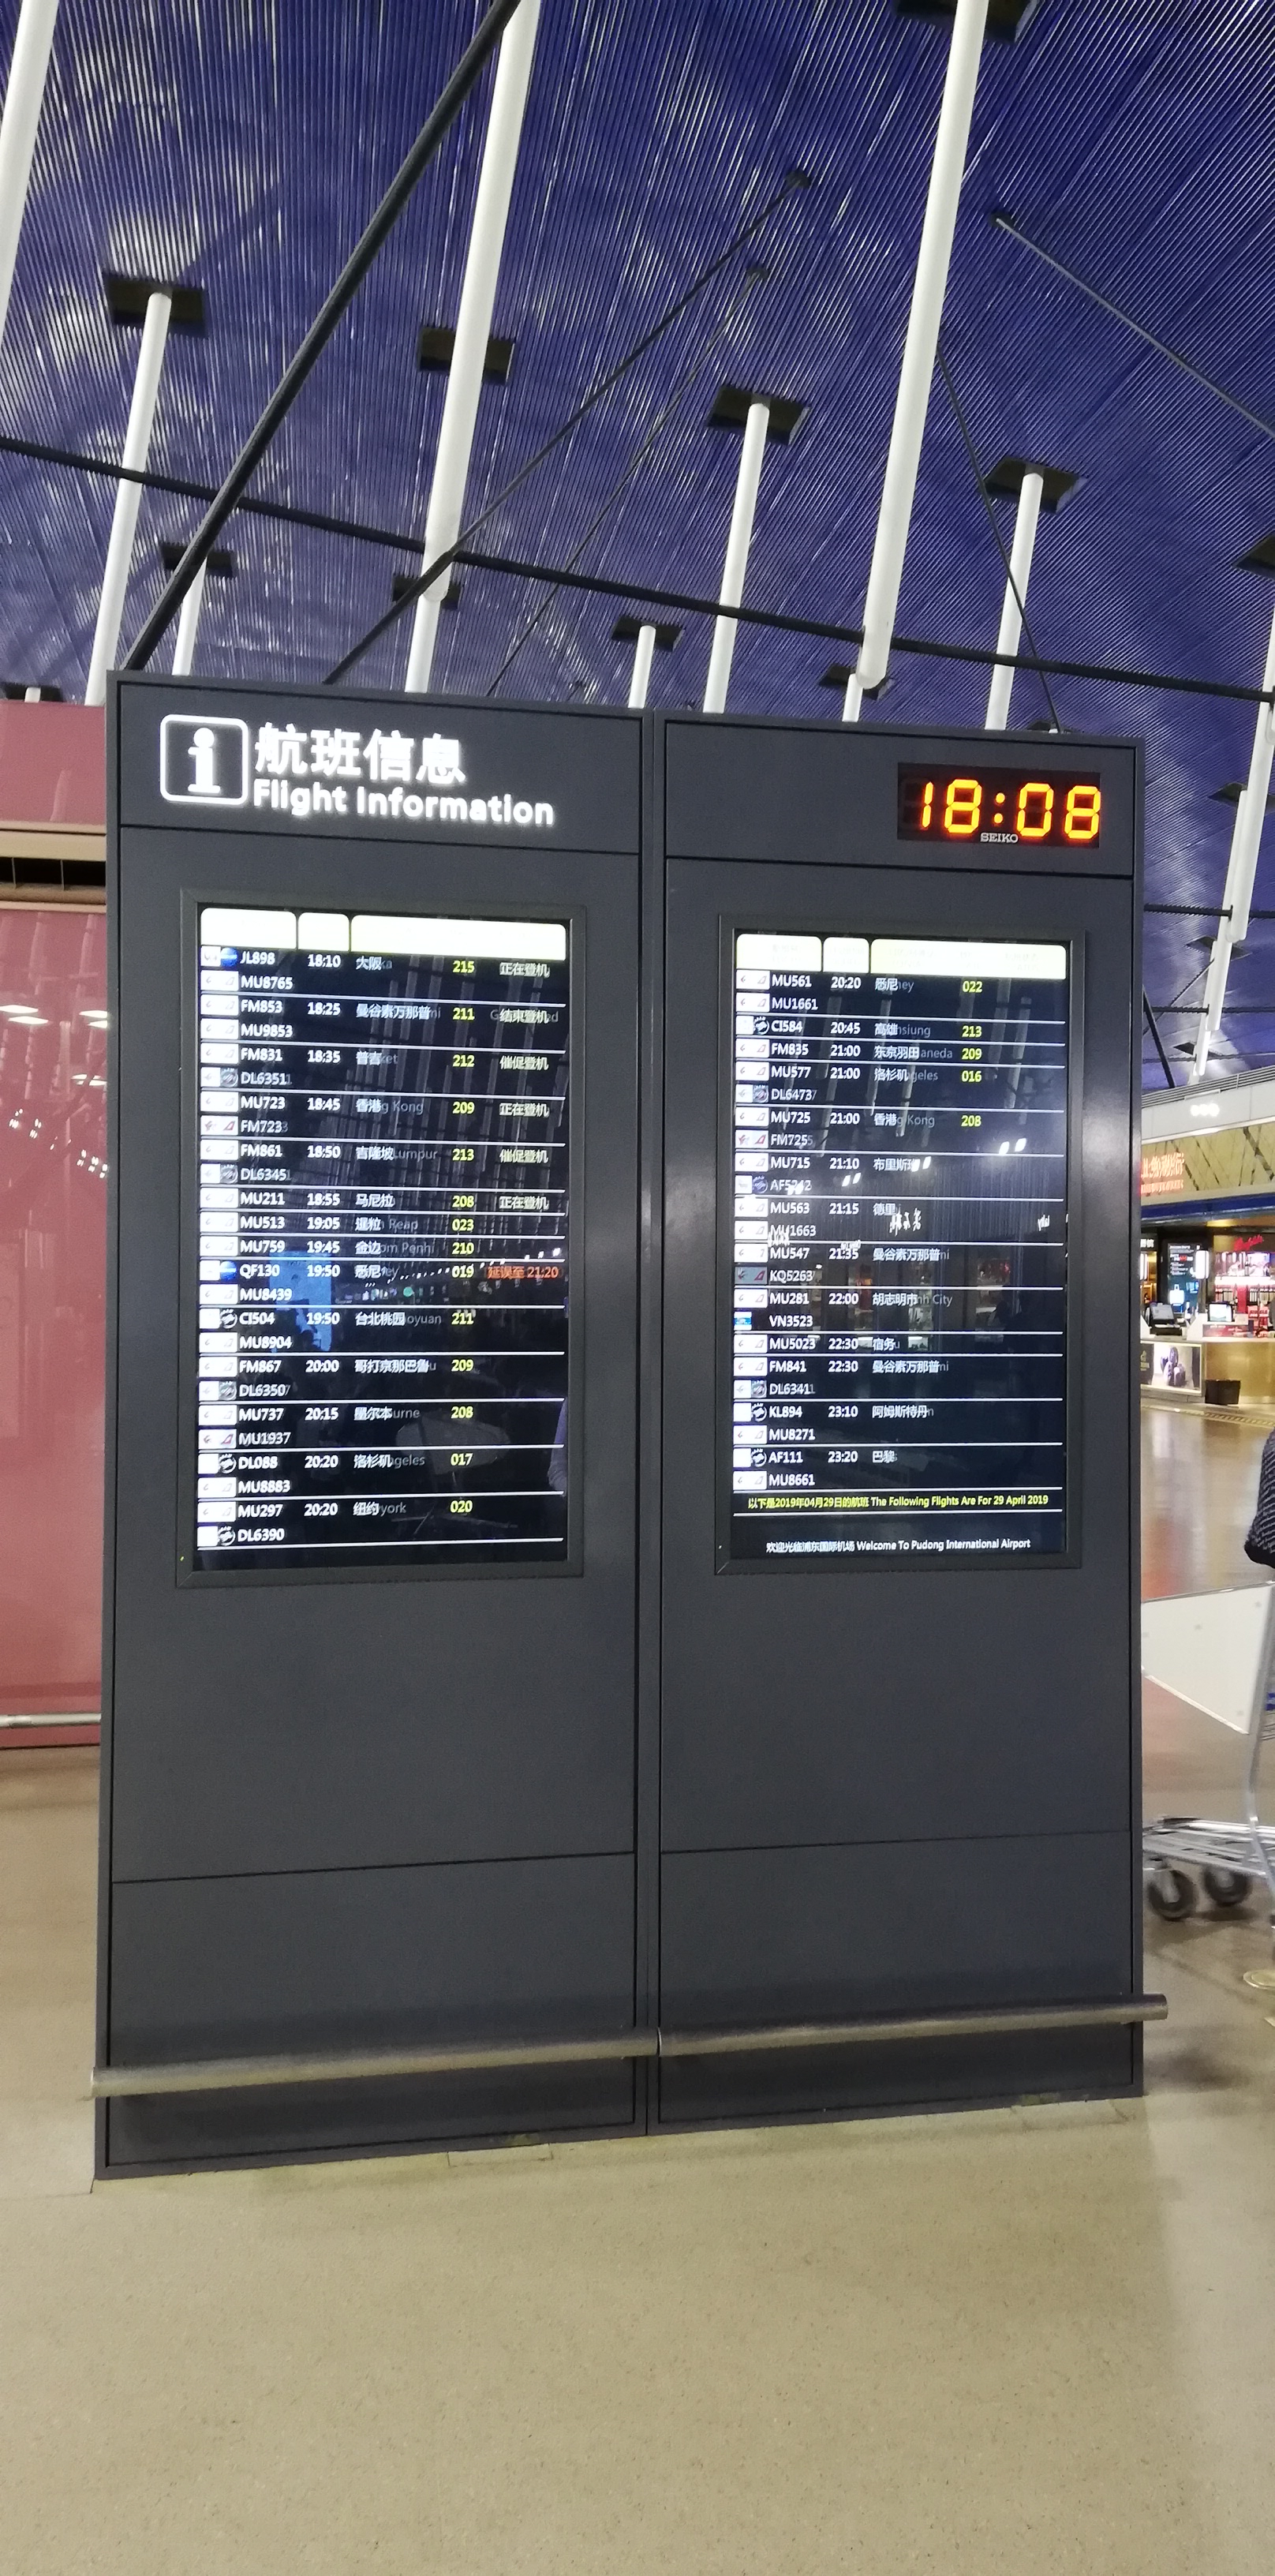 航班信息
Flight Information
18:08
SEIKO
JL898 18:10 大阪 215 正在登机
MU8765
FM853 18:25 曼谷素万那普 211 结束登机
MU9853
FM831 18:35 普吉 212 催促登机
DL6351
MU723 18:45 香港 209 正在登机
FM723
FM861 18:50 吉隆坡 213 催促登机
DL6345
MU211 18:55 马尼拉 208 正在登机
MU513 19:05 暹粒 023
MU759 19:45 金边 210
QF130 19:50 悉尼 019 延误至 21:20
MU8439
CI504 19:50 台北桃园 211
MU8904
FM867 20:00 哥打京那巴鲁 209
DL6350
MU737 20:15 墨尔本 208
MU1937
DL088 20:20 洛杉矶 017
MU8883
MU297 20:20 纽约 020
DL6390
MU561 20:20 悉尼 022
MU1661
CI584 20:45 高雄 213
FM835 21:00 东京羽田 209
MU577 21:00 洛杉矶 016
DL6473
MU725 21:00 香港 208
FM725
MU715 21:10 布里斯班
MU563 21:15 德里
MU1663
MU547 21:35 曼谷素万那普
KQ5263
MU281 22:00 胡志明市
VN3523
MU5023 22:30 宿务
FM841 22:30 曼谷素万那普
DL6341
KL894 23:10 阿姆斯特丹
MU8271
AF111 23:20 巴黎
MU8661
以下是2019年04月29日的航班 The Following Flights Are For 29 April 2019
欢迎光临浦东国际机场 Welcome To Pudong International Airport